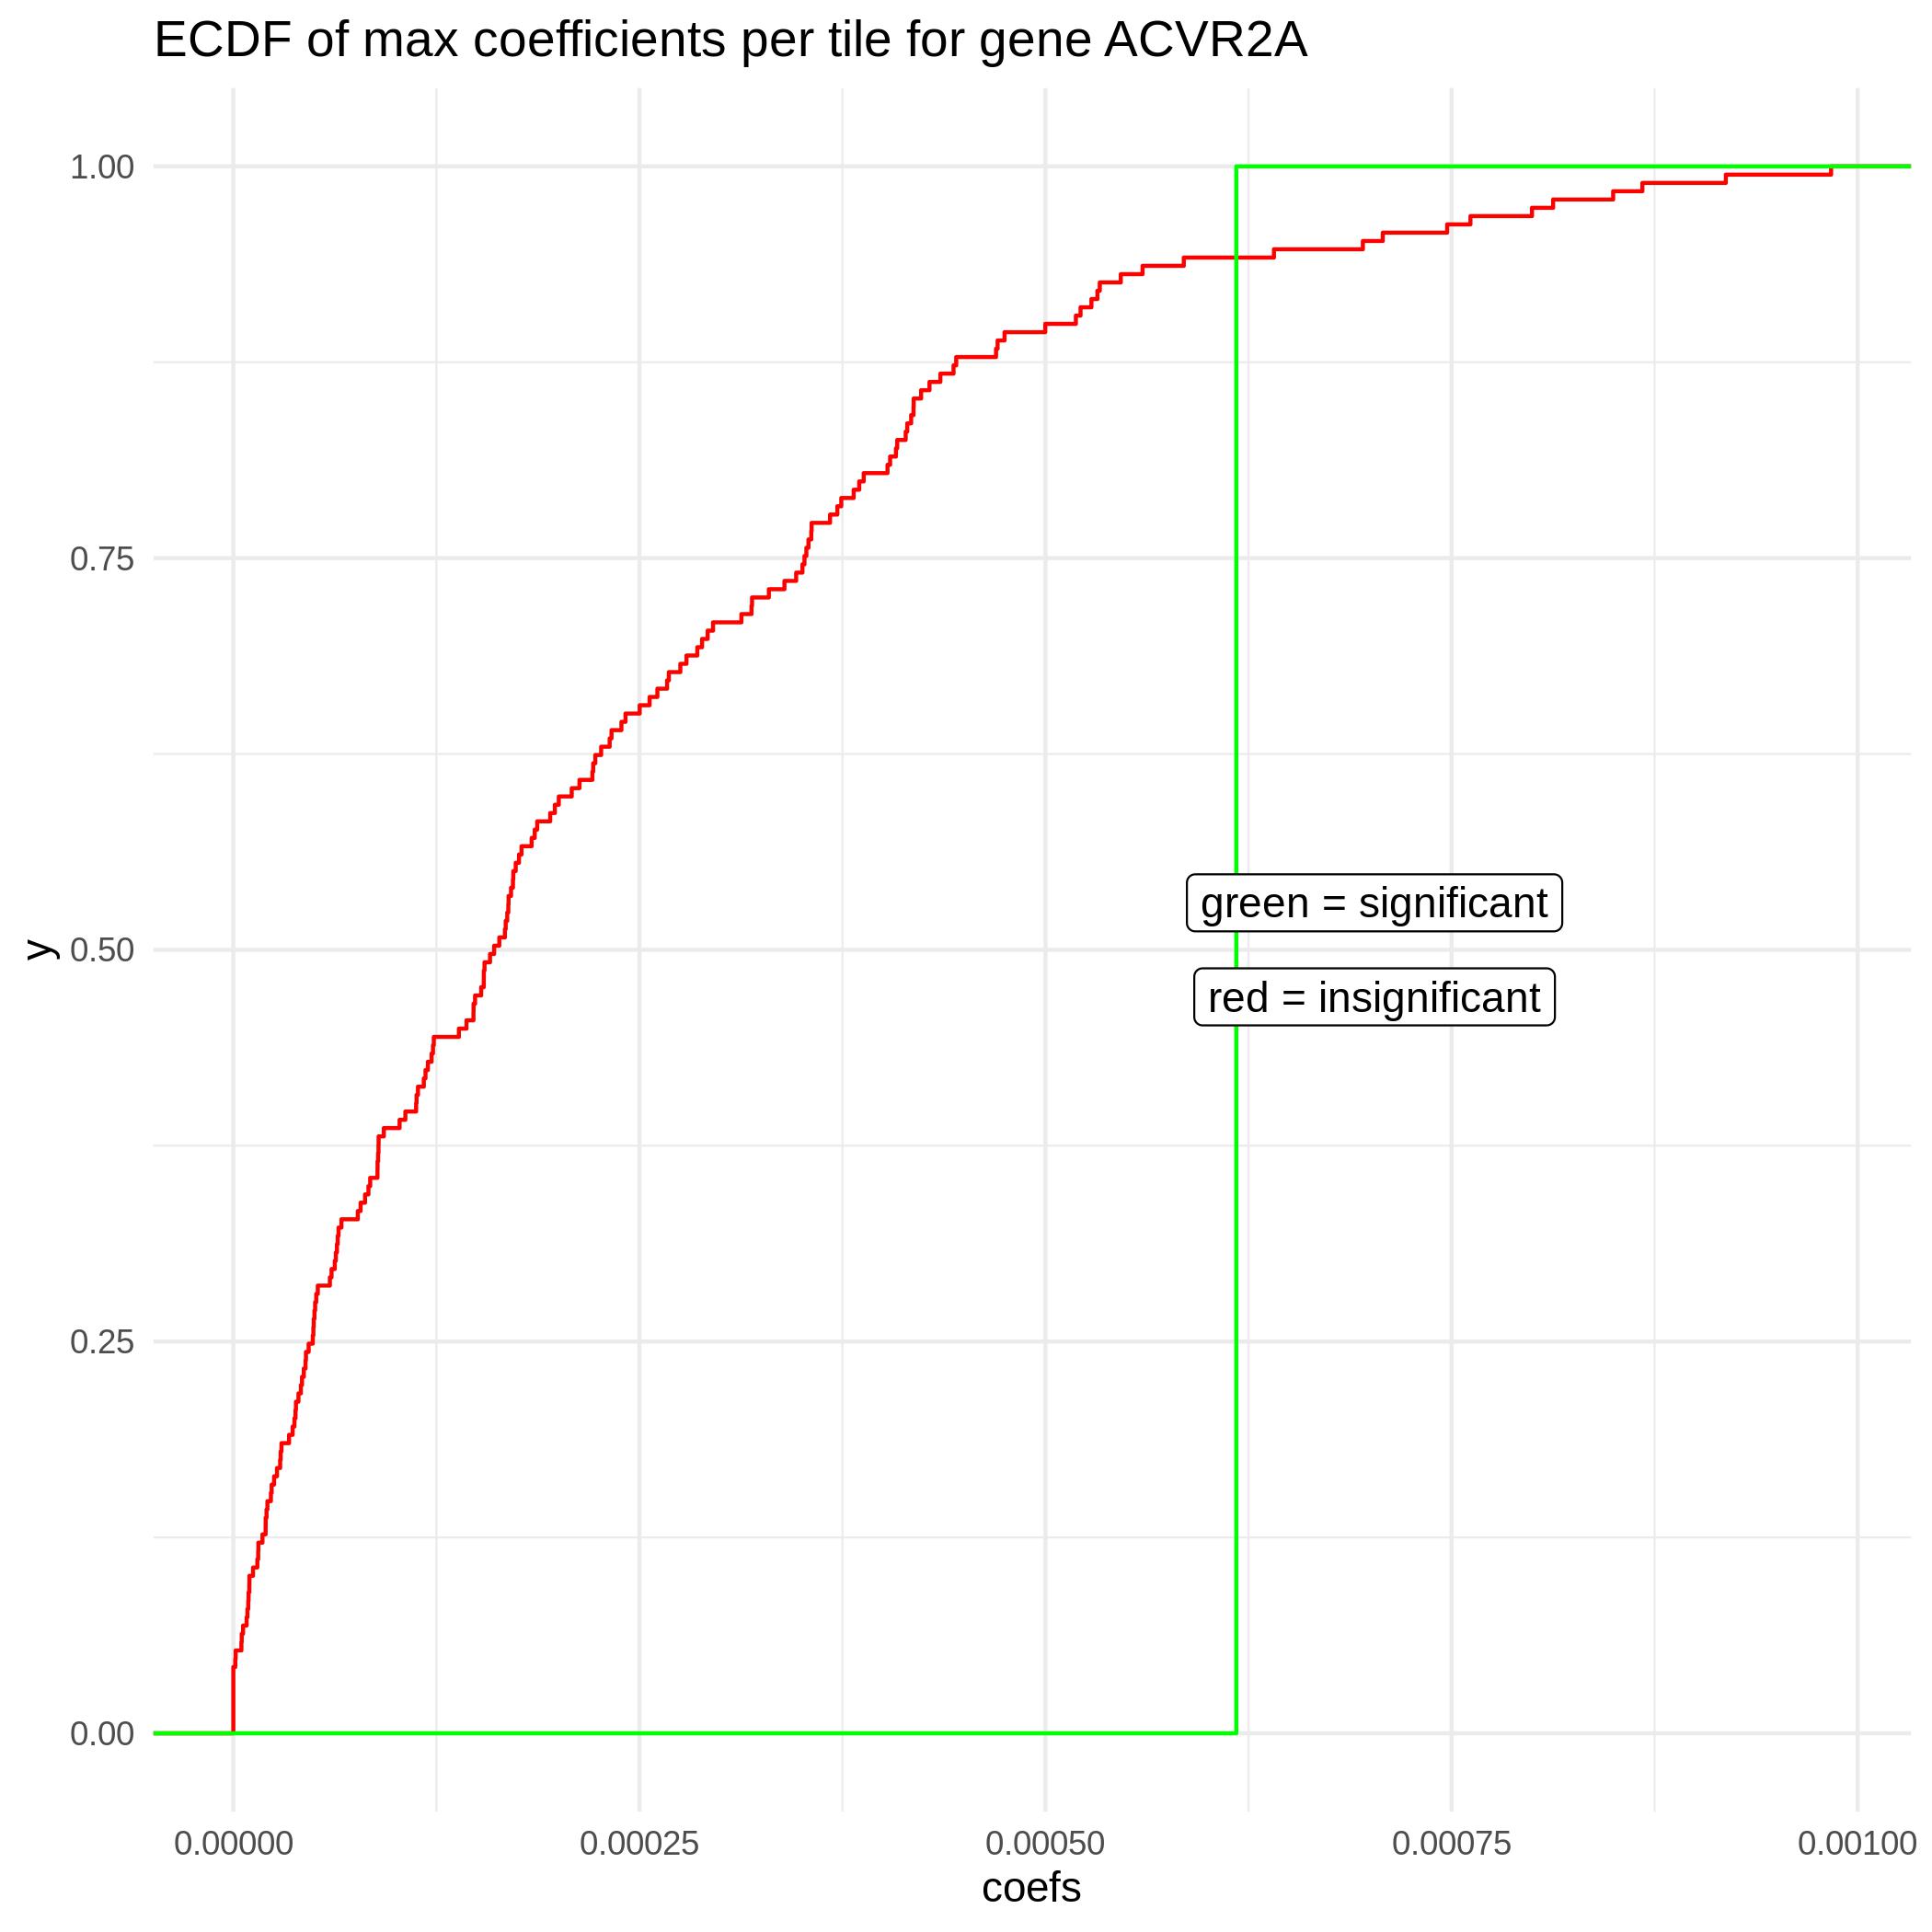 ECDF of max coefficients per tile for gene ACVR2A
1.00
0.75
0.50
0.25
0.00
y
green = significant
red = insignificant
0.00000 0.00025 0.00050 0.00075 0.00100
coefs